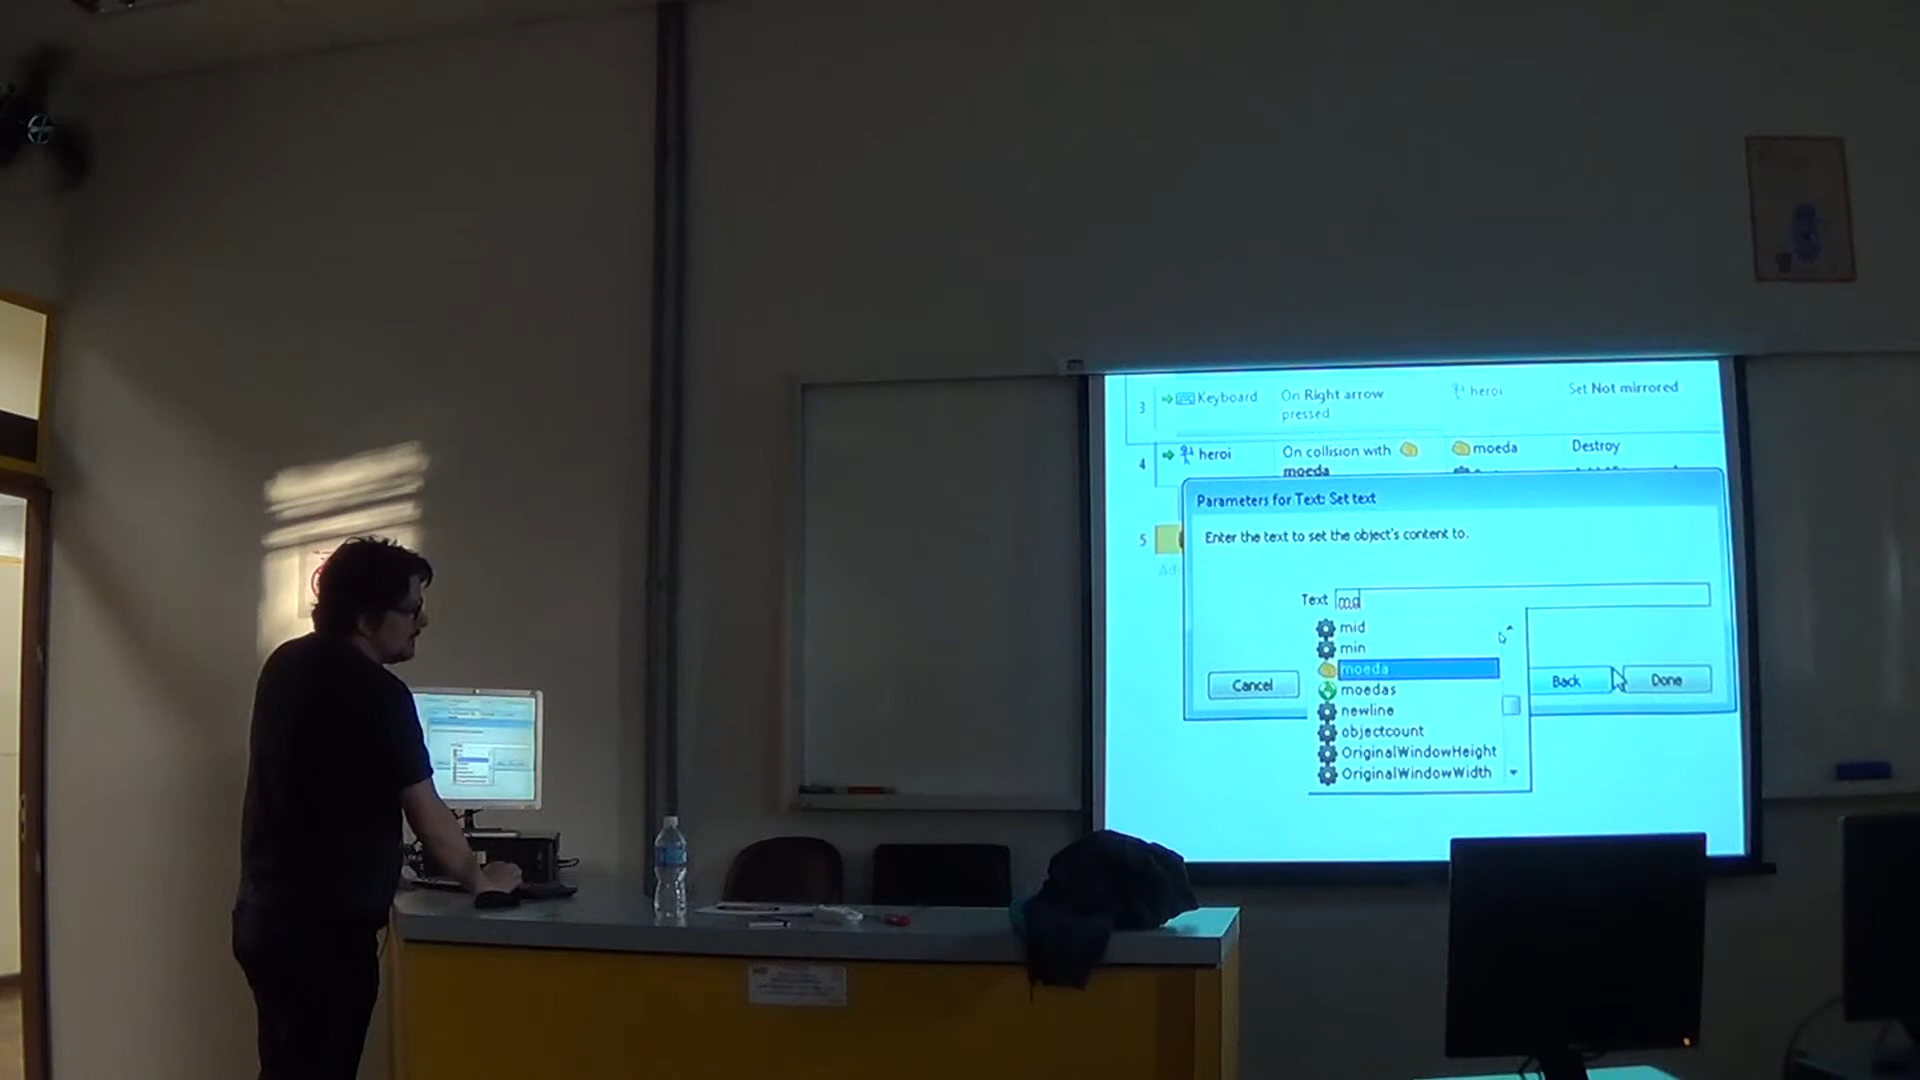 3 Keyboard On Right arrow pressed heroi Set Not mirrored
4 heroi On collision with moeda moeda Destroy
Parameters for Text: Set text
Enter the text to set the object's content to.
5
Text
mid
min
moeda
moedas
newline
objectcount
OriginalWindowHeight
OriginalWindowWidth
Cancel Back Done